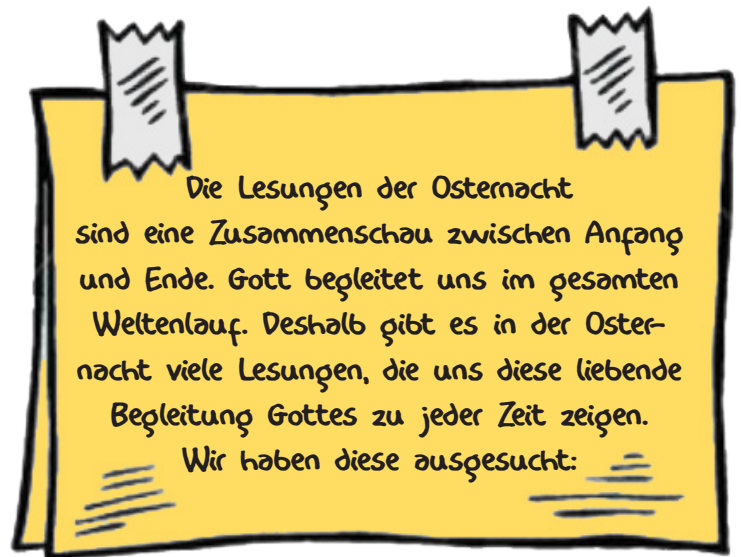 Die Lesungen der Osternacht
sind eine Zusammenschau zwischen Anfang
und Ende. Gott begleitet uns im gesamten
Weltenlauf. Deshalb gibt es in der Oster-
nacht viele Lesungen, die uns diese liebende
Begleitung Gottes zu jeder Zeit zeigen.
Wir haben diese ausgesucht: